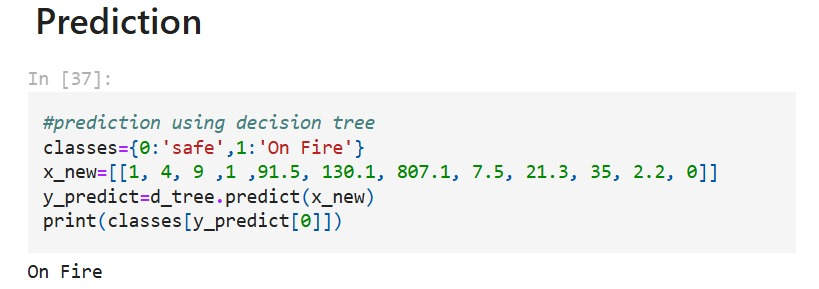 Prediction
In [37]:
#prediction using decision tree
classes={0:'safe',1:'On Fire'}
x_new=[[1, 4, 9 ,1 ,91.5, 130.1, 807.1, 7.5, 21.3, 35, 2.2, 0]]
y_predict=d_tree.predict(x_new)
print(classes[y_predict[0]])
On Fire